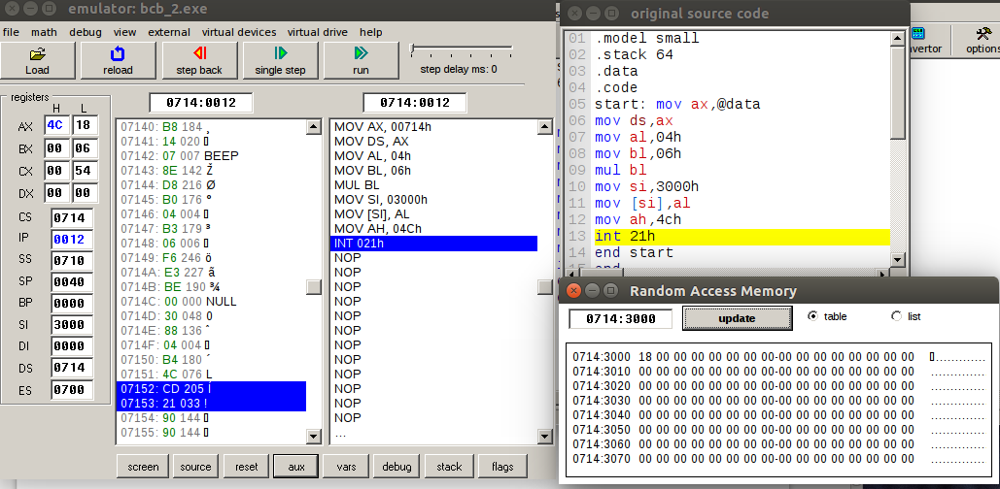 emulator: bcb_2.exe
file math debug view external virtual devices virtual drive help
Load reload step back single step run step delay ms: 0
registers
H L
AX 4C 18
BX 00 06
CX 00 54
DX 00 00
CS 0714
IP 0012
SS 0710
SP 0040
BP 0000
SI 3000
DI 0000
DS 0714
ES 0700
0714:0012
07140: B8 184 ¸
07141: 14 020
07142: 07 007 BEEP
07143: 8E 142 Ž
07144: D8 216 Ø
07145: B0 176 °
07146: 04 004
07147: B3 179 ³
07148: 06 006
07149: F6 246 ö
0714A: E3 227 ã
0714B: BE 190 ¾
0714C: 00 000 NULL
0714D: 30 048 0
0714E: 88 136 ˆ
0714F: 04 004
07150: B4 180 ´
07151: 4C 076 L
07152: CD 205 Í
07153: 21 033 !
07154: 90 144
07155: 90 144
0714:0012
MOV AX, 00714h
MOV DS, AX
MOV AL, 04h
MOV BL, 06h
MUL BL
MOV SI, 03000h
MOV [SI], AL
MOV AH, 04Ch
INT 021h
NOP
NOP
NOP
NOP
NOP
NOP
NOP
NOP
NOP
NOP
NOP
NOP
...
screen source reset aux vars debug stack flags
original source code
01 .model small
02 .stack 64
03 .data
04 .code
05 start: mov ax,@data
06 mov ds,ax
07 mov al,04h
08 mov bl,06h
09 mul bl
10 mov si,3000h
11 mov [si],al
12 mov ah,4ch
13 int 21h
14 end start
15 end
vertor options
Random Access Memory
0714:3000 update table list
0714:3000 18 00 00 00 00 00 00 00-00 00 00 00 00 00 00 00 ...............
0714:3010 00 00 00 00 00 00 00 00-00 00 00 00 00 00 00 00 ................
0714:3020 00 00 00 00 00 00 00 00-00 00 00 00 00 00 00 00 ................
0714:3030 00 00 00 00 00 00 00 00-00 00 00 00 00 00 00 00 ................
0714:3040 00 00 00 00 00 00 00 00-00 00 00 00 00 00 00 00 ................
0714:3050 00 00 00 00 00 00 00 00-00 00 00 00 00 00 00 00 ................
0714:3060 00 00 00 00 00 00 00 00-00 00 00 00 00 00 00 00 ................
0714:3070 00 00 00 00 00 00 00 00-00 00 00 00 00 00 00 00 ................